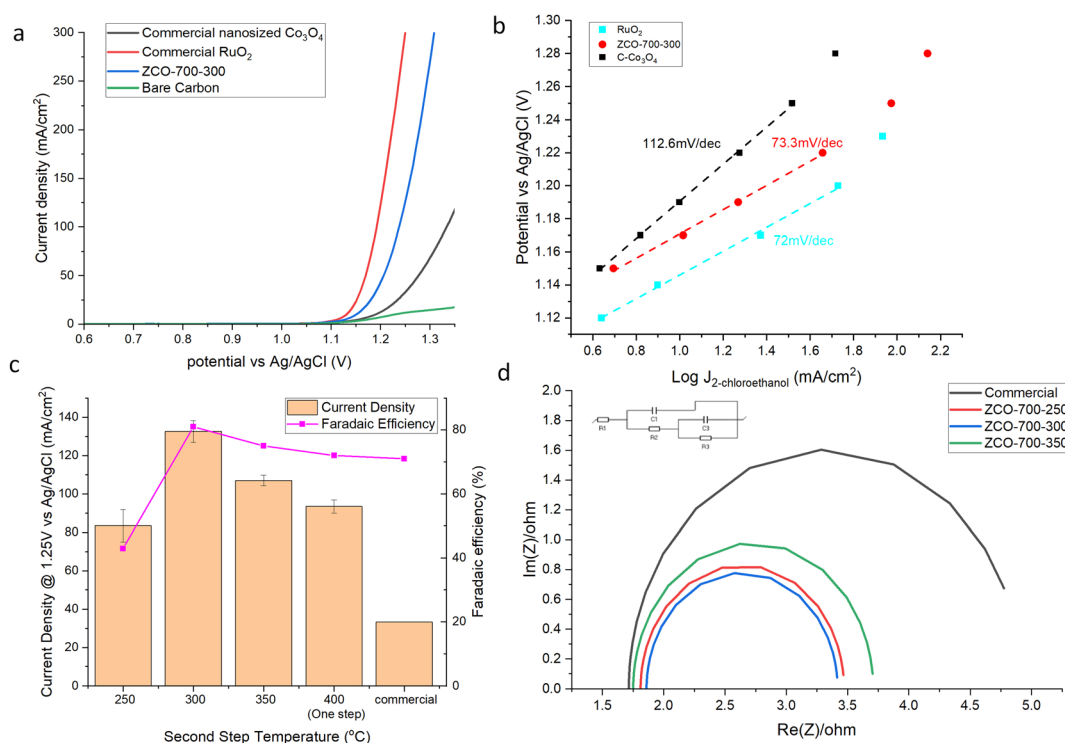 a
Commercial nanosized Co₃O₄
Commercial RuO₂
ZCO-700-300
Bare Carbon
Current density (mA/cm²)
300
250
200
150
100
50
0
0.6 0.7 0.8 0.9 1.0 1.1 1.2 1.3
potential vs Ag/AgCl (V)
b
RuO₂
ZCO-700-300
C-Co₃O₄
Potential vs Ag/AgCl (V)
1.30
1.28
1.26
1.24
1.22
1.20
1.18
1.16
1.14
1.12
112.6mV/dec
73.3mV/dec
72mV/dec
0.6 1.0 1.4 1.8 2.2
Log J2-chloroethanol (mA/cm²)
c
Current Density
Faradaic Efficiency
Current Density @ 1.25V vs Ag/AgCl (mA/cm²)
140
120
100
80
60
40
20
0
Faradaic efficiency (%)
80
60
40
20
0
250 300 350 400 commercial
(One step)
Second Step Temperature (°C)
d
Commercial
ZCO-700-250
ZCO-700-300
ZCO-700-350
R1 C1 R2 C3 R3
Im(Z)/ohm
2.0
1.8
1.6
1.4
1.2
1.0
0.8
0.6
0.4
0.2
0.0
1.5 2.0 2.5 3.0 3.5 4.0 4.5 5.0
Re(Z)/ohm